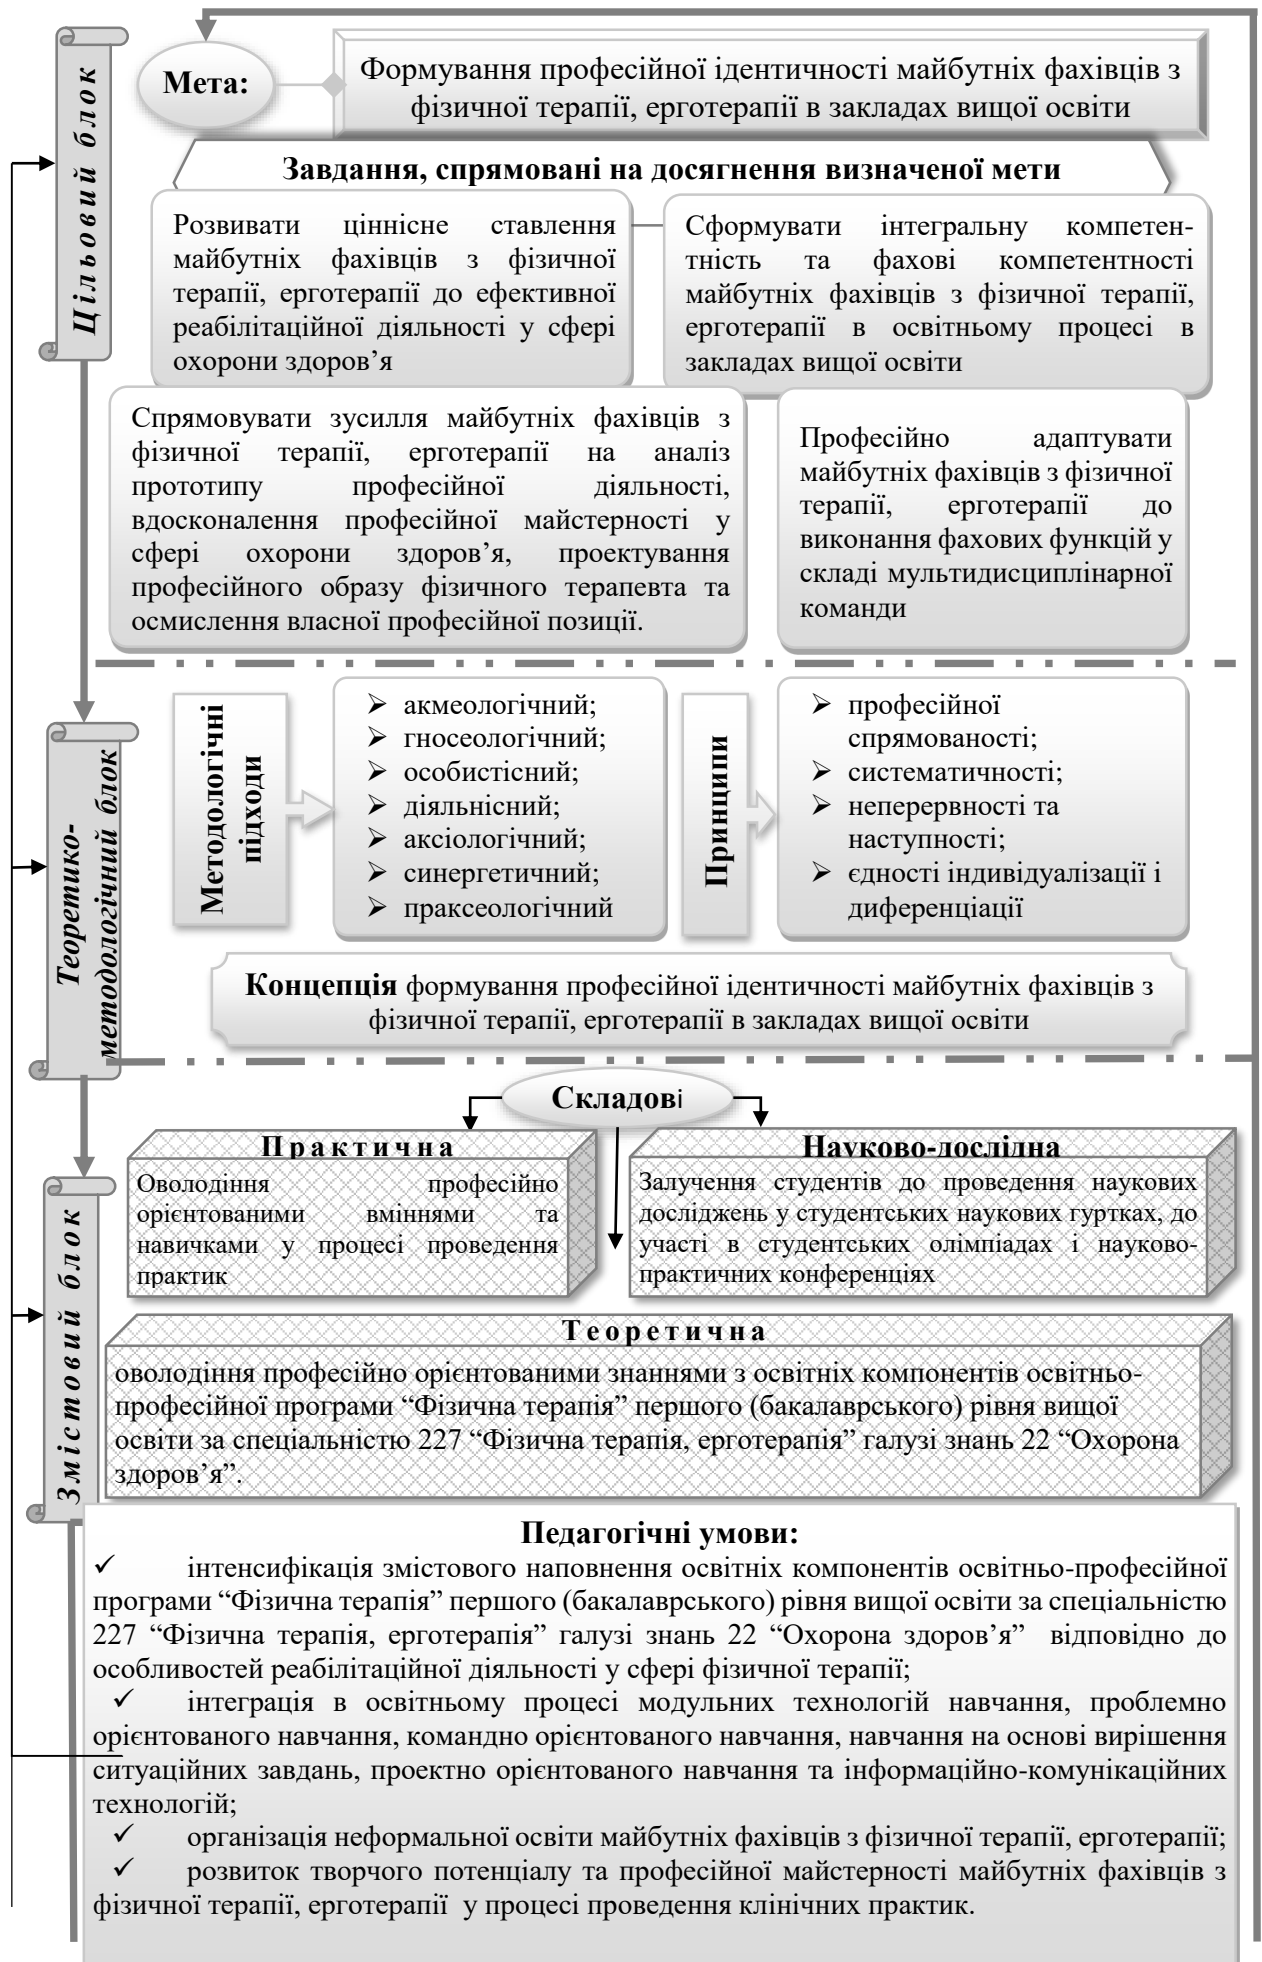 Цільовий блок
Мета:
Формування професійної ідентичності майбутніх фахівців з
фізичної терапії, ерготерапії в закладах вищої освіти
Завдання, спрямовані на досягнення визначеної мети
Розвивати ціннісне ставлення
майбутніх фахівців з фізичної
терапії, ерготерапії до ефективної
реабілітаційної діяльності у сфері
охорони здоров’я
Сформувати інтегральну компетен-
тність та фахові компетентності
майбутніх фахівців з фізичної терапії,
ерготерапії в освітньому процесі в
закладах вищої освіти
Спрямовувати зусилля майбутніх фахівців з
фізичної терапії, ерготерапії на аналіз
прототипу професійної діяльності,
вдосконалення професійної майстерності у
сфері охорони здоров’я, проектування
професійного образу фізичного терапевта та
осмислення власної професійної позиції.
Професійно адаптувати
майбутніх фахівців з фізичної
терапії, ерготерапії до
виконання фахових функцій у
складі мультидисциплінарної
команди
Теоретико-
методологічний блок
Методологічні
підходи
➢ акмеологічний;
➢ гносеологічний;
➢ особистісний;
➢ діяльнісний;
➢ аксіологічний;
➢ синергетичний;
➢ праксеологічний
Принципи
➢ професійної
спрямованості;
➢ систематичності;
➢ неперервності та
наступності;
➢ єдності індивідуалізації і
диференціації
Концепція формування професійної ідентичності майбутніх фахівців з
фізичної терапії, ерготерапії в закладах вищої освіти
Змістовий блок
Складові
Практична
Оволодіння професійно
орієнтованими вміннями та
навичками у процесі проведення
практик
Науково-дослідна
Залучення студентів до проведення наукових
досліджень у студентських наукових гуртках, до
участі в студентських олімпіадах і науково-
практичних конференціях
Теоретична
оволодіння професійно орієнтованими знаннями з освітніх компонентів освітньо-
професійної програми “Фізична терапія” першого (бакалаврського) рівня вищої
освіти за спеціальністю 227 “Фізична терапія, ерготерапія” галузі знань 22 “Охорона
здоров’я”.
Педагогічні умови:
✓ інтенсифікація змістового наповнення освітніх компонентів освітньо-професійної
програми “Фізична терапія” першого (бакалаврського) рівня вищої освіти за спеціальністю
227 “Фізична терапія, ерготерапія” галузі знань 22 “Охорона здоров’я” відповідно до
особливостей реабілітаційної діяльності у сфері фізичної терапії;
✓ інтеграція в освітньому процесі модульних технологій навчання, проблемно
орієнтованого навчання, командно орієнтованого навчання, навчання на основі вирішення
ситуаційних завдань, проектно орієнтованого навчання та інформаційно-комунікаційних
технологій;
✓ організація неформальної освіти майбутніх фахівців з фізичної терапії, ерготерапії;
✓ розвиток творчого потенціалу та професійної майстерності майбутніх фахівців з
фізичної терапії, ерготерапії у процесі проведення клінічних практик.